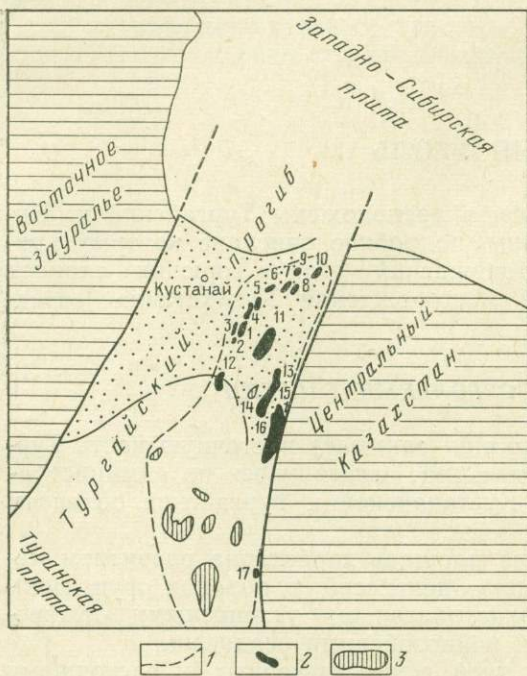 Западно-Сибирская
плита
Восточное
Зауралье
прогиб
Кустанай
9
10
6
7
5
8
4
3
1
11
2
12
13
14
15
16
Центральный
Казахстан
Тургайский
Туранская
плита
17
1
2
3